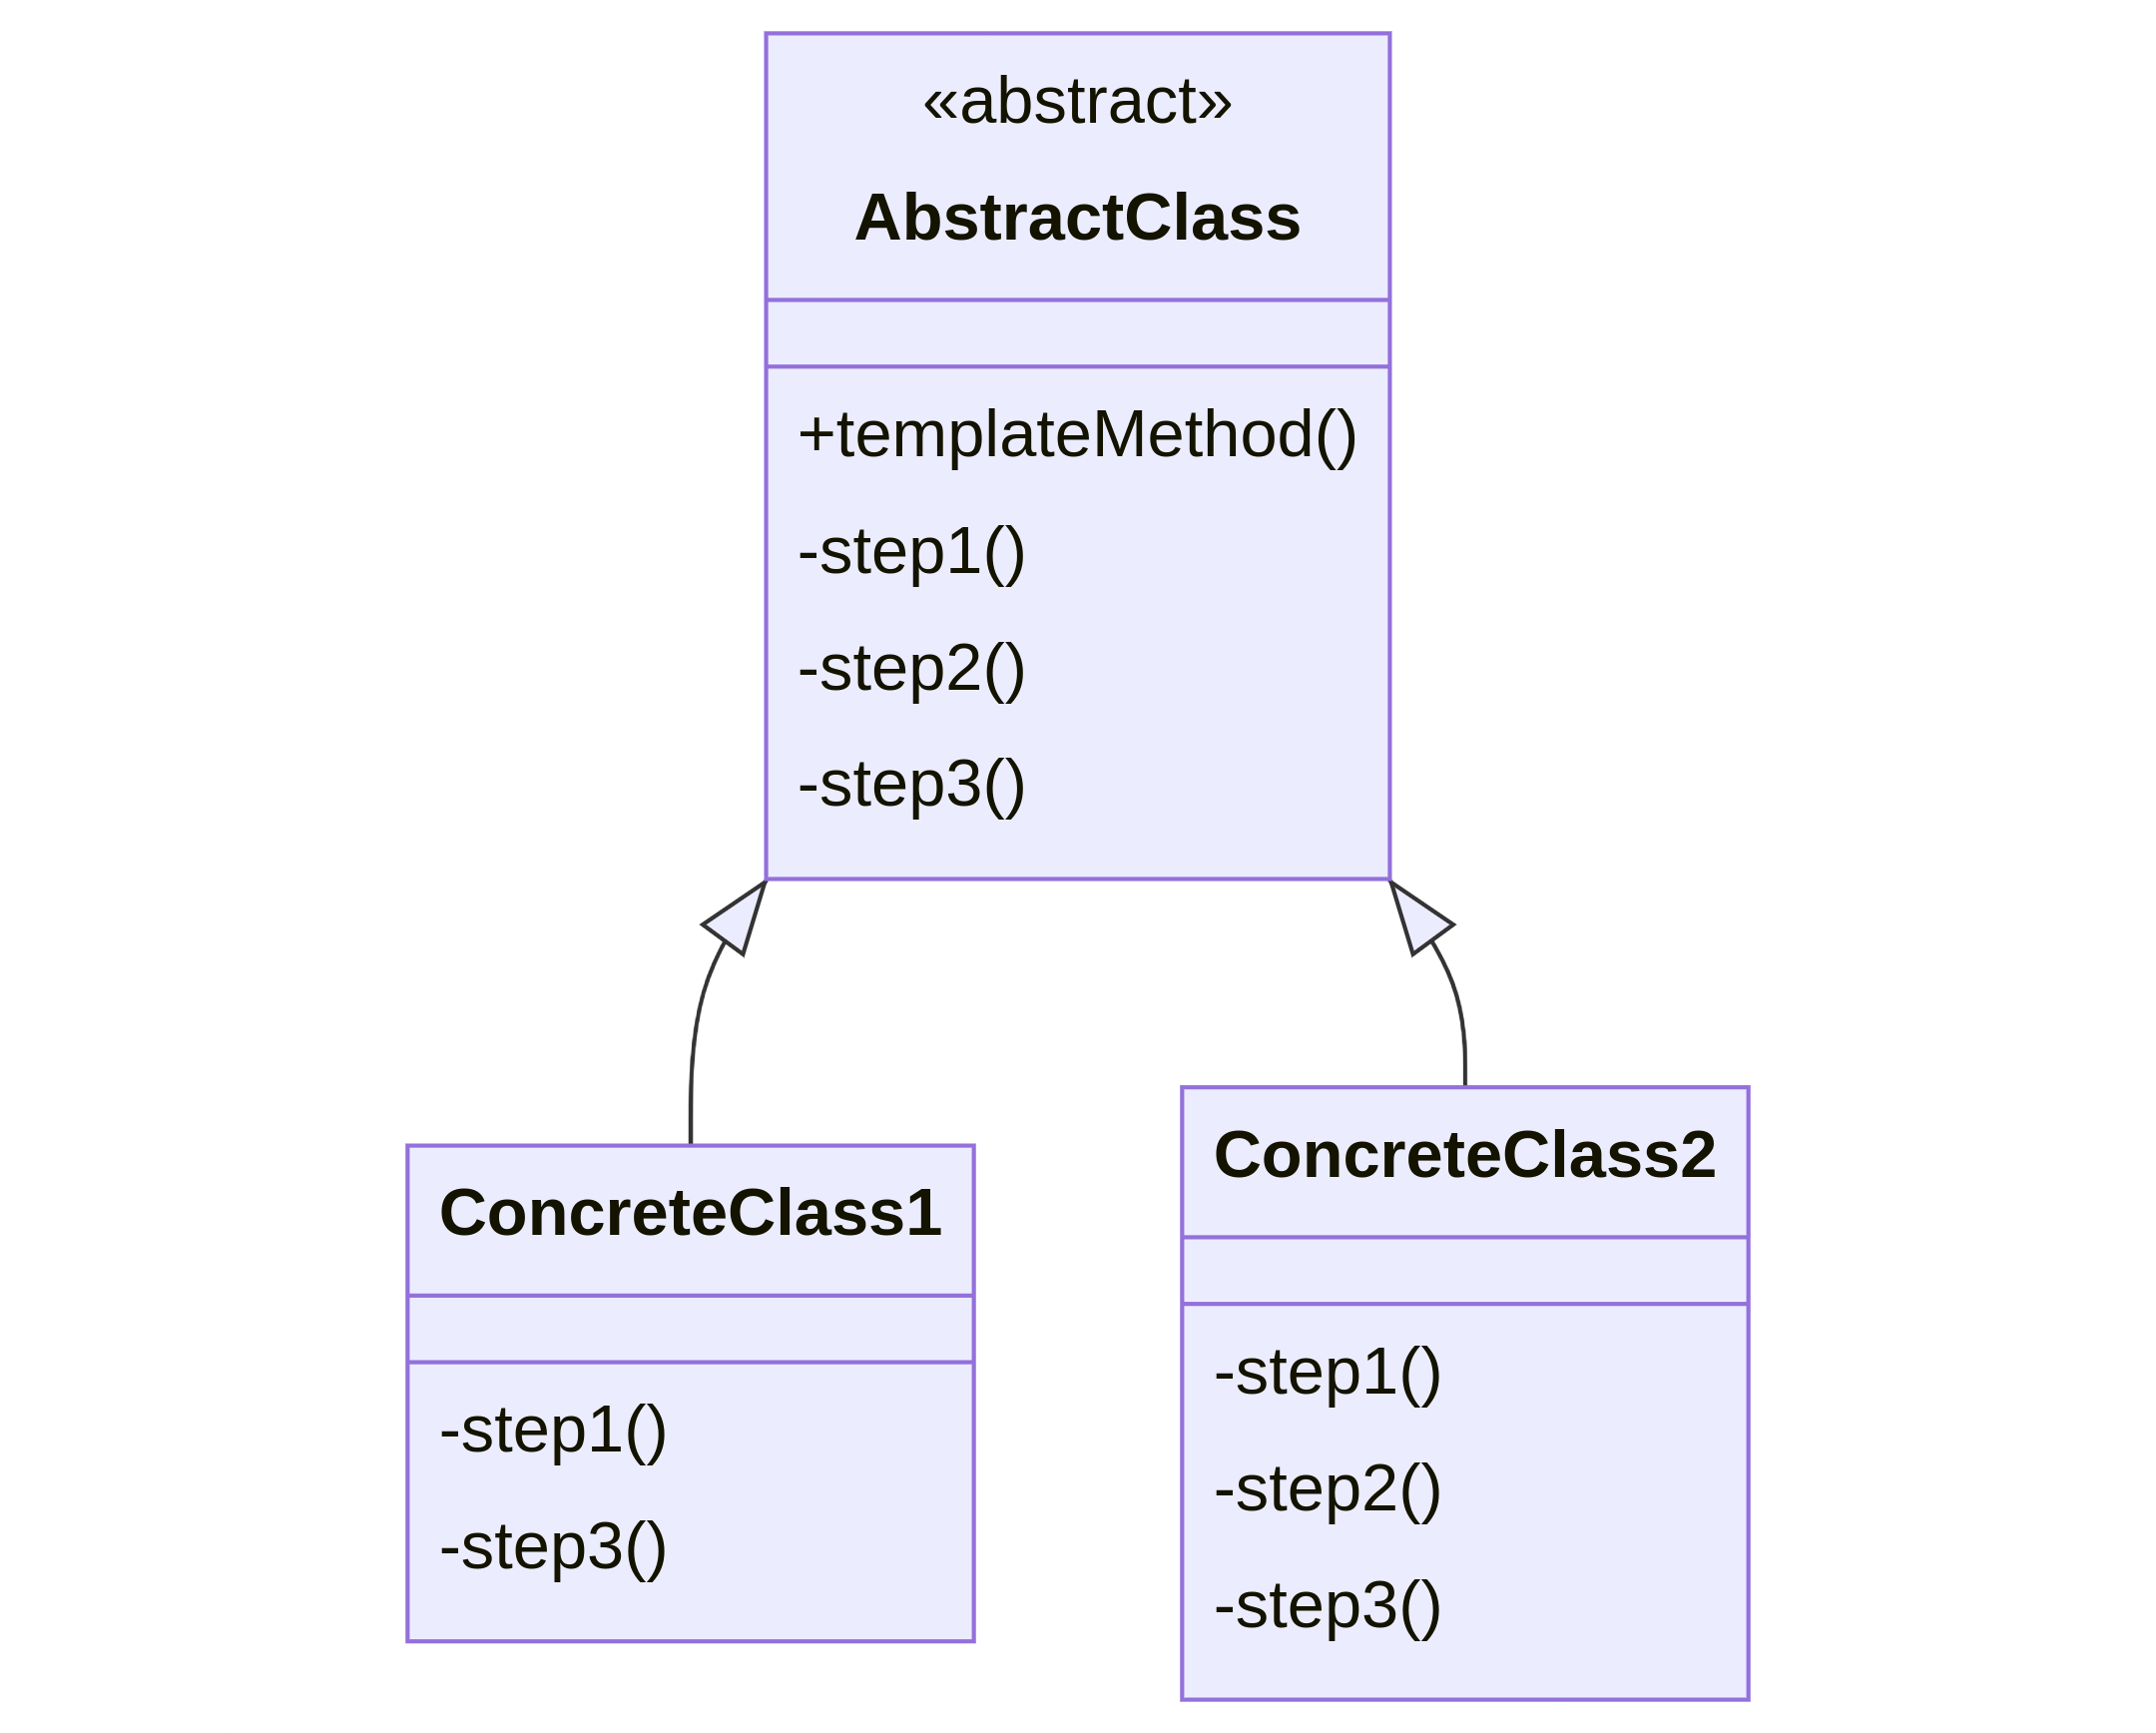 «abstract»
AbstractClass
+templateMethod()
-step1()
-step2()
-step3()
ConcreteClass1
-step1()
-step3()
ConcreteClass2
-step1()
-step2()
-step3()